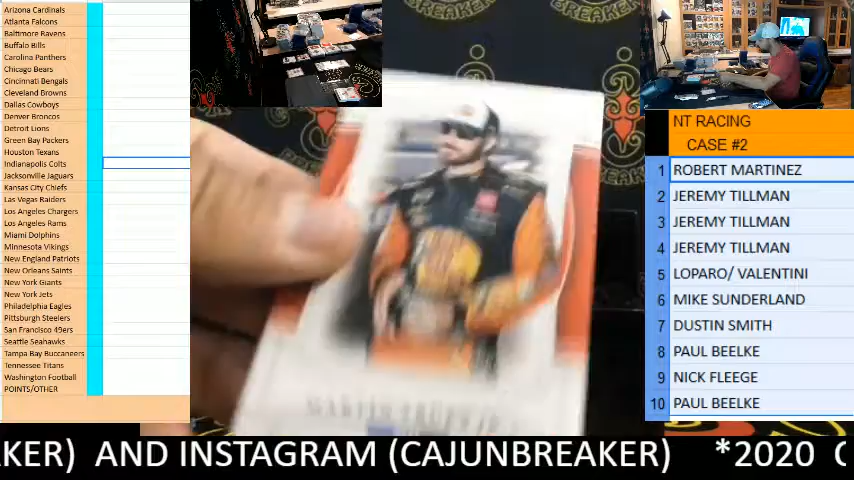 Arizona Cardinals
Atlanta Falcons
Baltimore Ravens
Buffalo Bills
Carolina Panthers
Chicago Bears
Cincinnati Bengals
Cleveland Browns
Dallas Cowboys
Denver Broncos
Detroit Lions
Green Bay Packers
Houston Texans
Indianapolis Colts
Jacksonville Jaguars
Kansas City Chiefs
Las Vegas Raiders
Los Angeles Chargers
Los Angeles Rams
Miami Dolphins
Minnesota Vikings
New England Patriots
New Orleans Saints
New York Giants
New York Jets
Philadelphia Eagles
Pittsburgh Steelers
San Francisco 49ers
Seattle Seahawks
Tampa Bay Buccaneers
Tennessee Titans
Washington Football
POINTS/OTHER
BREAKER
NT RACING
CASE #2
1 ROBERT MARTINEZ
2 JEREMY TILLMAN
3 JEREMY TILLMAN
4 JEREMY TILLMAN
5 LOPARO/ VALENTINI
6 MIKE SUNDERLAND
7 DUSTIN SMITH
8 PAUL BEELKE
9 NICK FLEEGE
10 PAUL BEELKE
AKER) AND INSTAGRAM (CAJUNBREAKER) *2020 C